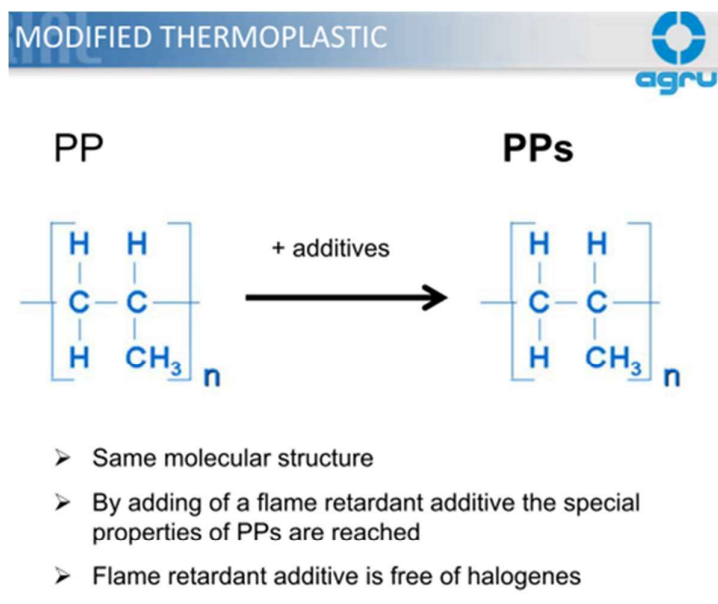 MODIFIED THERMOPLASTIC
agru
PP
PPs
H H
+ additives
H H
C C
C C
H CH3
n
H CH3
n
➢ Same molecular structure
➢ By adding of a flame retardant additive the special
properties of PPs are reached
➢ Flame retardant additive is free of halogenes